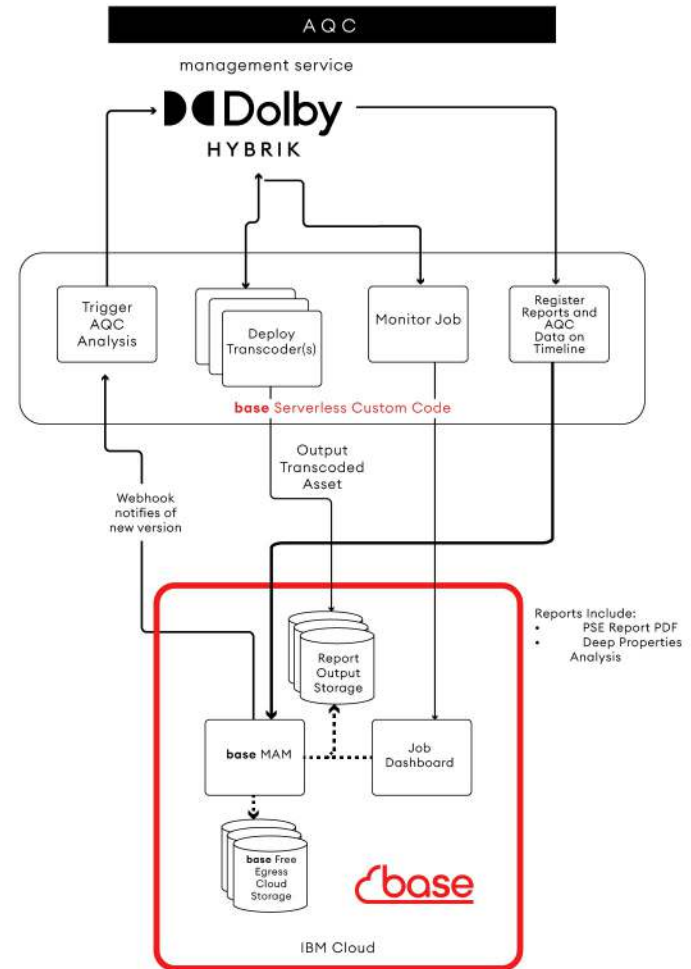 AQC
management service
Dolby
HYBRIK
Trigger
AQC
Analysis
Deploy
Transcoder(s)
Monitor Job
Register
Reports and
AQC
Data on
Timeline
base Serverless Custom Code
Output
Transcoded
Asset
Webhook
notifies of
new version
Reports Include:
• PSE Report PDF
• Deep Properties
Analysis
Report
Output
Storage
base MAM
Job
Dashboard
base Free
Egress
Cloud
Storage
base
IBM Cloud